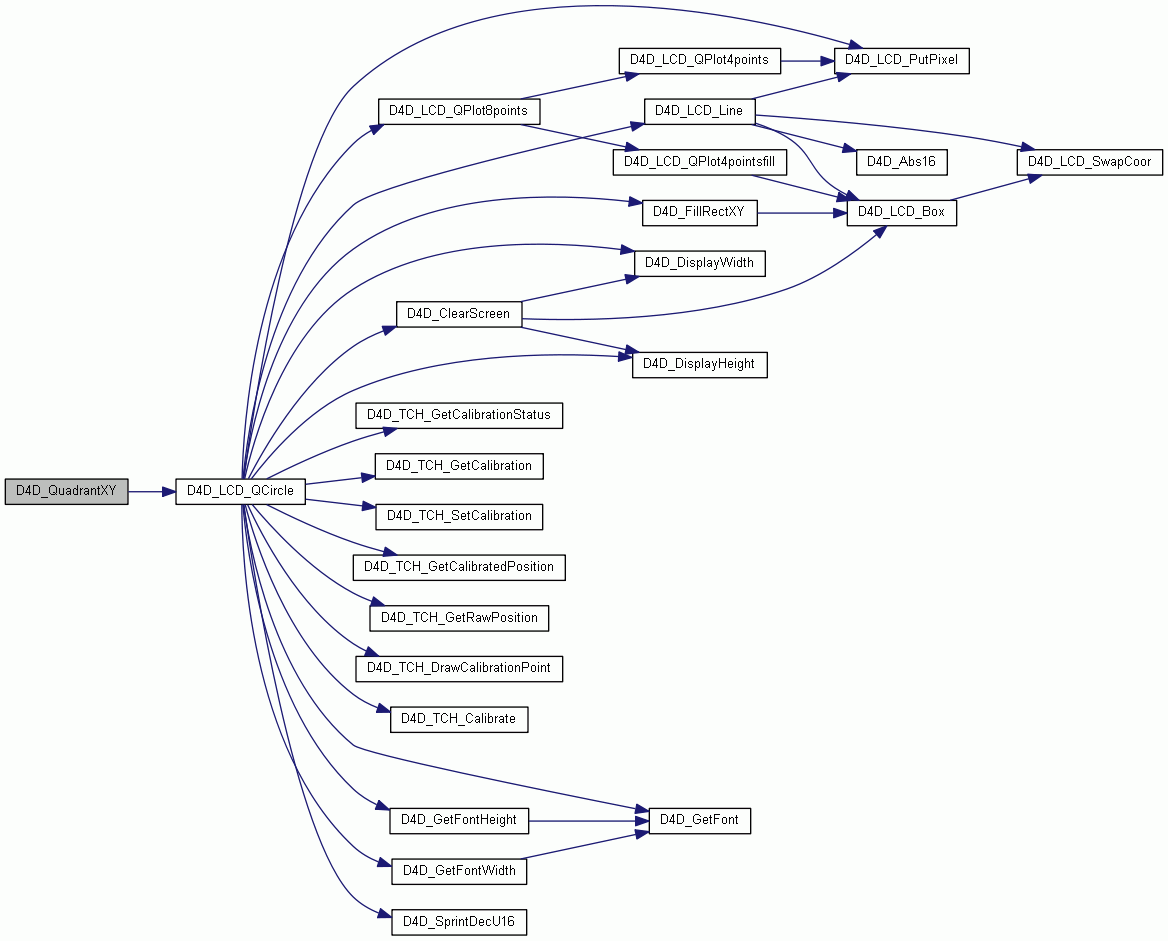 D4D_LCD_QPlot4points
D4D_LCD_PutPixel
D4D_LCD_QPlot8points
D4D_LCD_Line
D4D_LCD_QPlot4pointsfill
D4D_Abs16
D4D_LCD_SwapCoor
D4D_FillRectXY
D4D_LCD_Box
D4D_DisplayWidth
D4D_ClearScreen
D4D_DisplayHeight
D4D_TCH_GetCalibrationStatus
D4D_TCH_GetCalibration
D4D_QuadrantXY
D4D_LCD_QCircle
D4D_TCH_SetCalibration
D4D_TCH_GetCalibratedPosition
D4D_TCH_GetRawPosition
D4D_TCH_DrawCalibrationPoint
D4D_TCH_Calibrate
D4D_GetFontHeight
D4D_GetFont
D4D_GetFontWidth
D4D_SprintDecU16